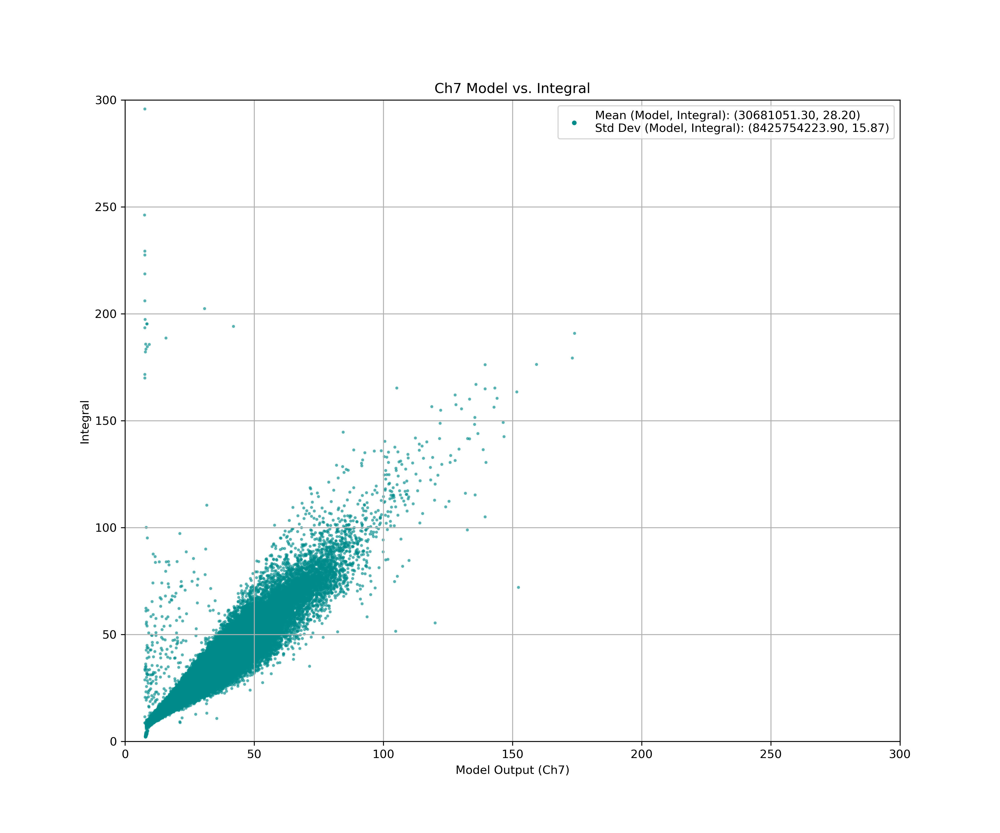 Ch7 Model vs. Integral
Mean (Model, Integral): (30681051.30, 28.20)
Std Dev (Model, Integral): (8425754223.90, 15.87)
300
250
200
150
100
50
0
Integral
0 50 100 150 200 250 300
Model Output (Ch7)